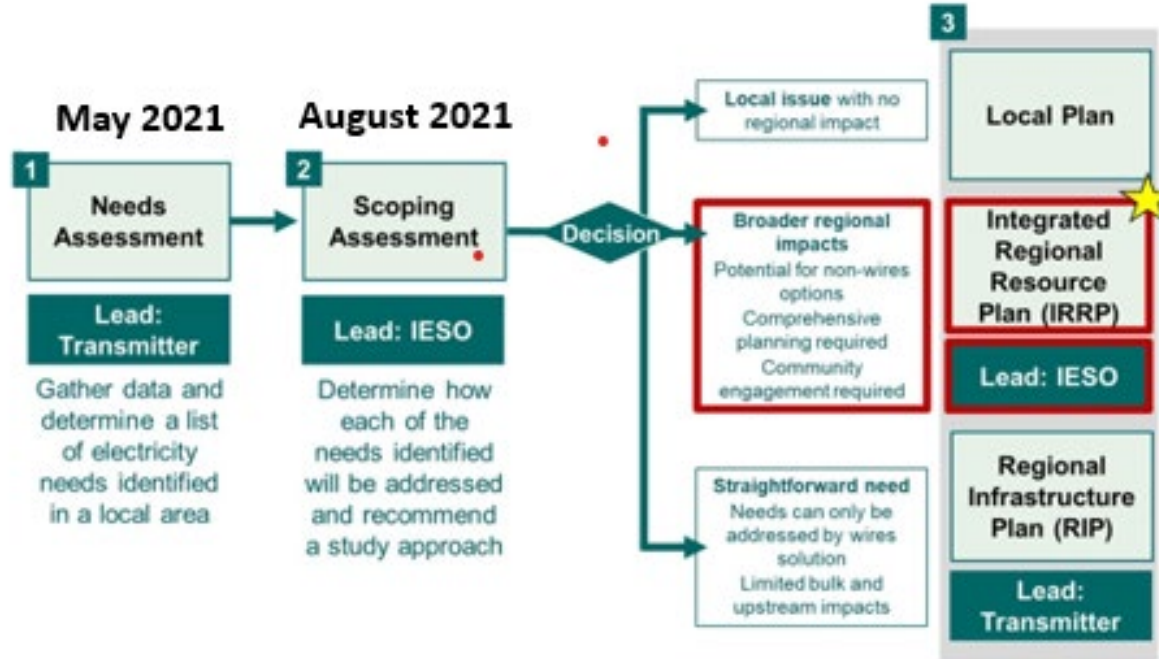 May 2021
1
Needs
Assessment
Lead:
Transmitter
Gather data and
determine a list
of electricity
needs identified
in a local area
August 2021
2
Scoping
Assessment
Lead: IESO
Determine how
each of the
needs identified
will be addressed
and recommend
a study approach
Decision
Local issue with no
regional impact
Broader regional
impacts
Potential for non-wires
options
Comprehensive
planning required
Community
engagement required
Straightforward need
Needs can only be
addressed by wires
solution
Limited bulk and
upstream impacts
3
Local Plan
Integrated
Regional
Resource
Plan (IRRP)
Lead: IESO
Regional
Infrastructure
Plan (RIP)
Lead:
Transmitter